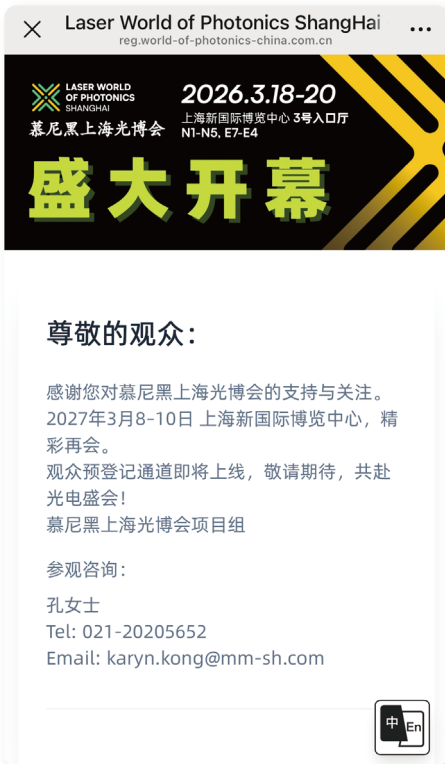 Laser World of Photonics ShangHai
reg.world-of-photonics-china.com.cn
LASER WORLD
OF PHOTONICS
SHANGHAI
慕尼黑上海光博会
2026.3.18-20
上海新国际博览中心 3号入口厅
N1-N5, E7-E4
盛大开幕
尊敬的观众：
感谢您对慕尼黑上海光博会的支持与关注。
2027年3月8-10日 上海新国际博览中心，精
彩再会。
观众预登记通道即将上线，敬请期待，共赴
光电盛会！
慕尼黑上海光博会项目组
参观咨询：
孔女士
Tel: 021-20205652
Email: karyn.kong@mm-sh.com
中
En